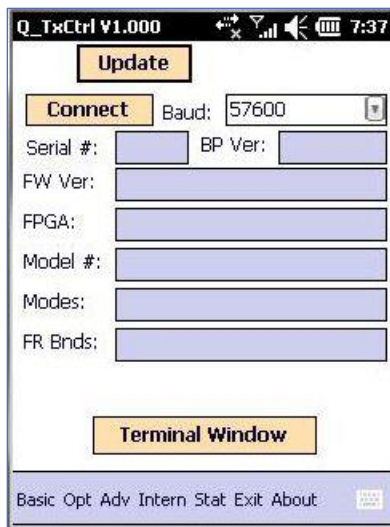 Q_TxCtrl V1.000 7:37
Update
Connect Baud: 57600
Serial #: BP Ver:
FW Ver:
FPGA:
Model #:
Modes:
FR Bnds:
Terminal Window
Basic Opt Adv Intern Stat Exit About